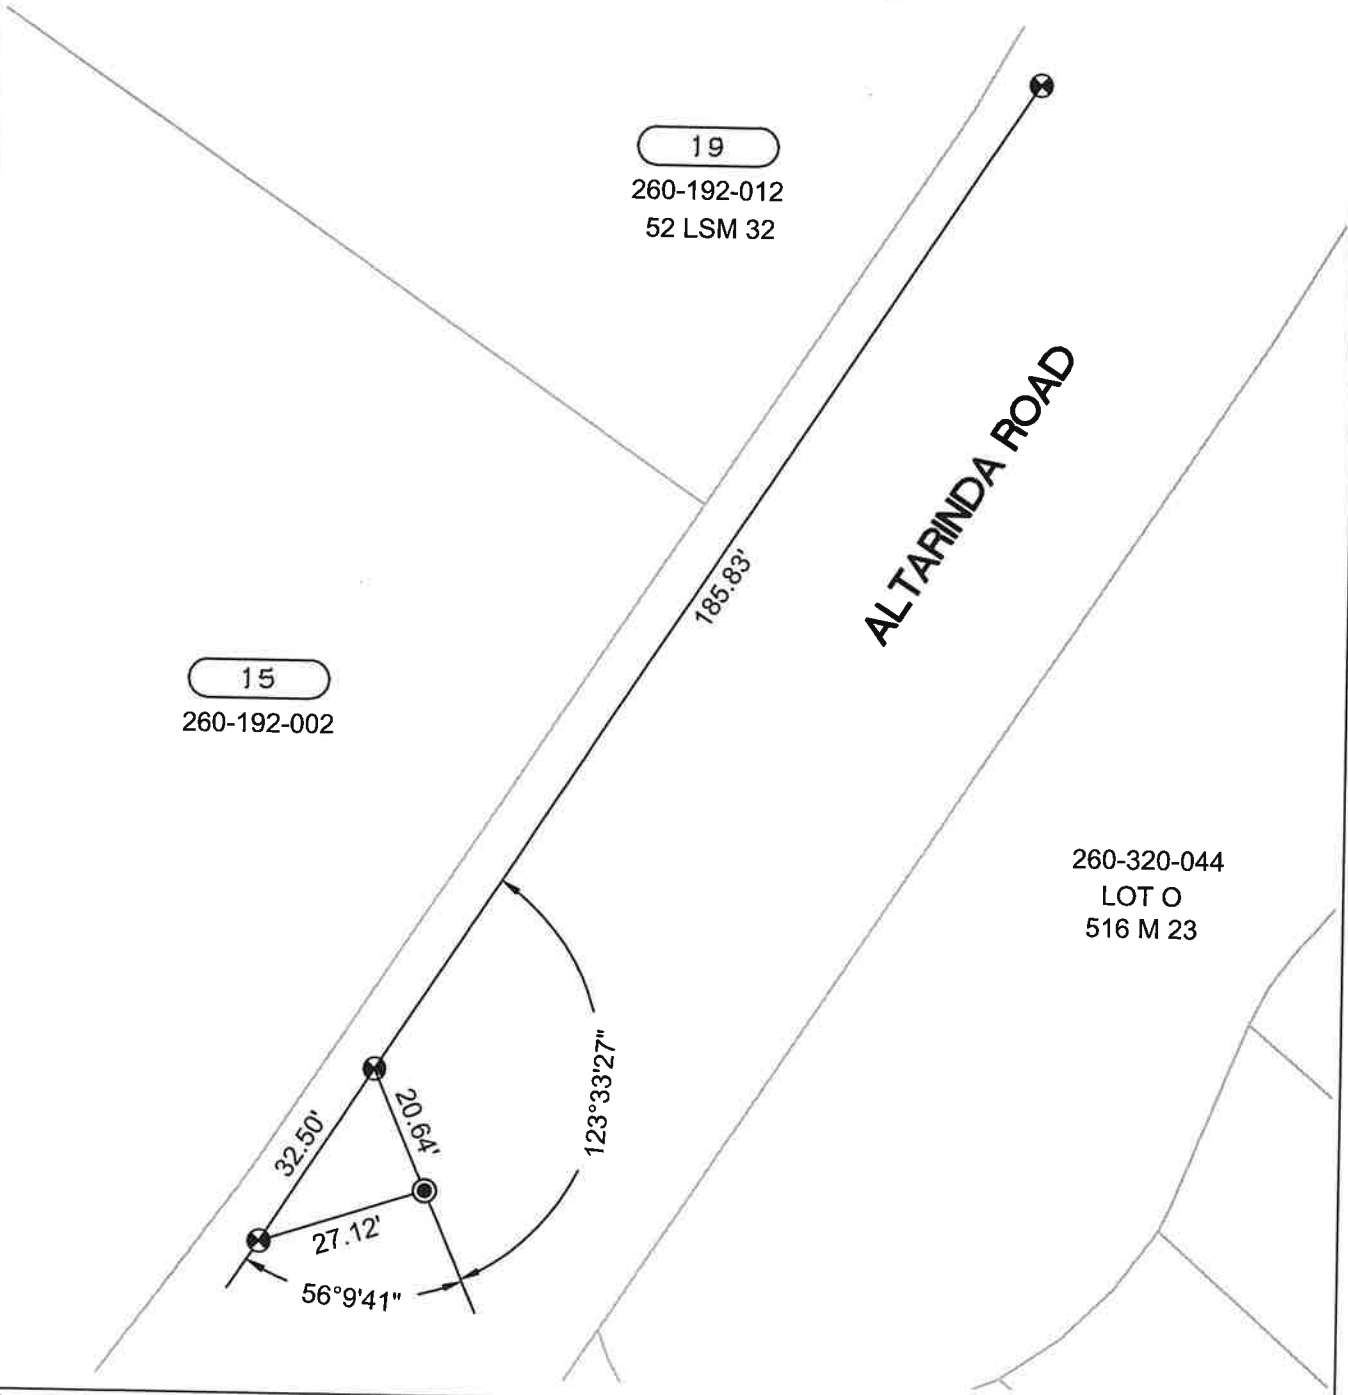 19
260-192-012
52 LSM 32
ALTARINDA ROAD
185.83'
15
260-192-002
260-320-044
LOT O
516 M 23
123°33'27"
20.64'
32.50'
27.12'
56°9'41"